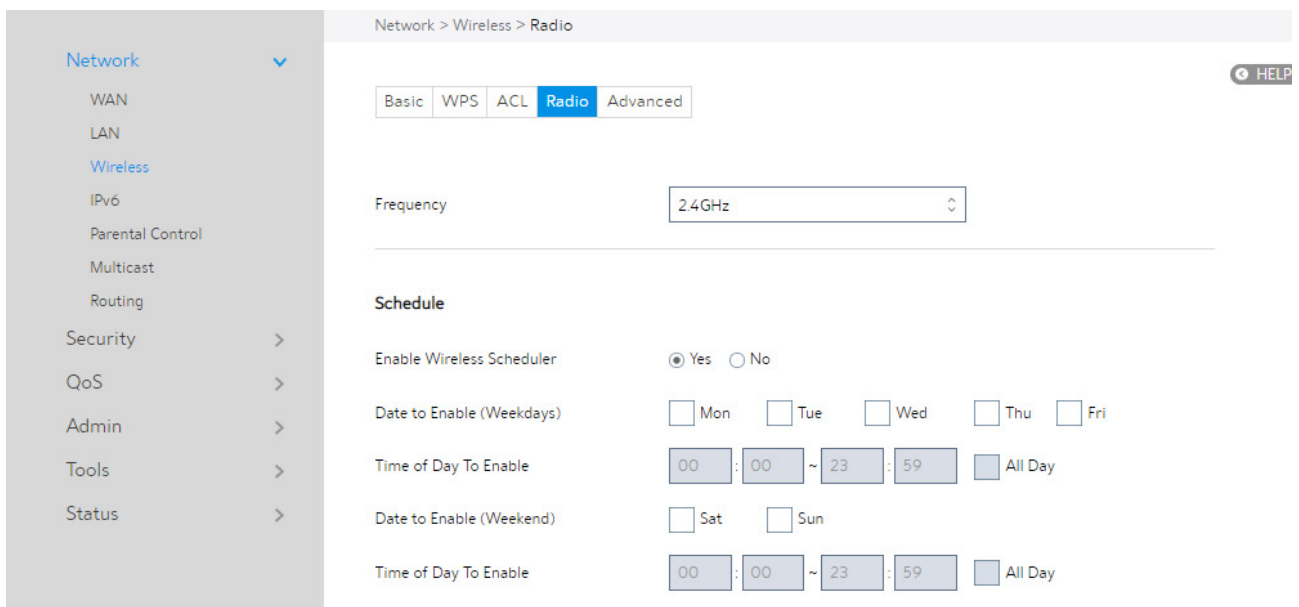 Network > Wireless > Radio
HELP
Network
WAN
LAN
Wireless
IPv6
Parental Control
Multicast
Routing
Security
QoS
Admin
Tools
Status
Basic WPS ACL Radio Advanced
Frequency 2.4GHz
Schedule
Enable Wireless Scheduler Yes No
Date to Enable (Weekdays) Mon Tue Wed Thu Fri
Time of Day To Enable 00 : 00 ~ 23 : 59 All Day
Date to Enable (Weekend) Sat Sun
Time of Day To Enable 00 : 00 ~ 23 : 59 All Day